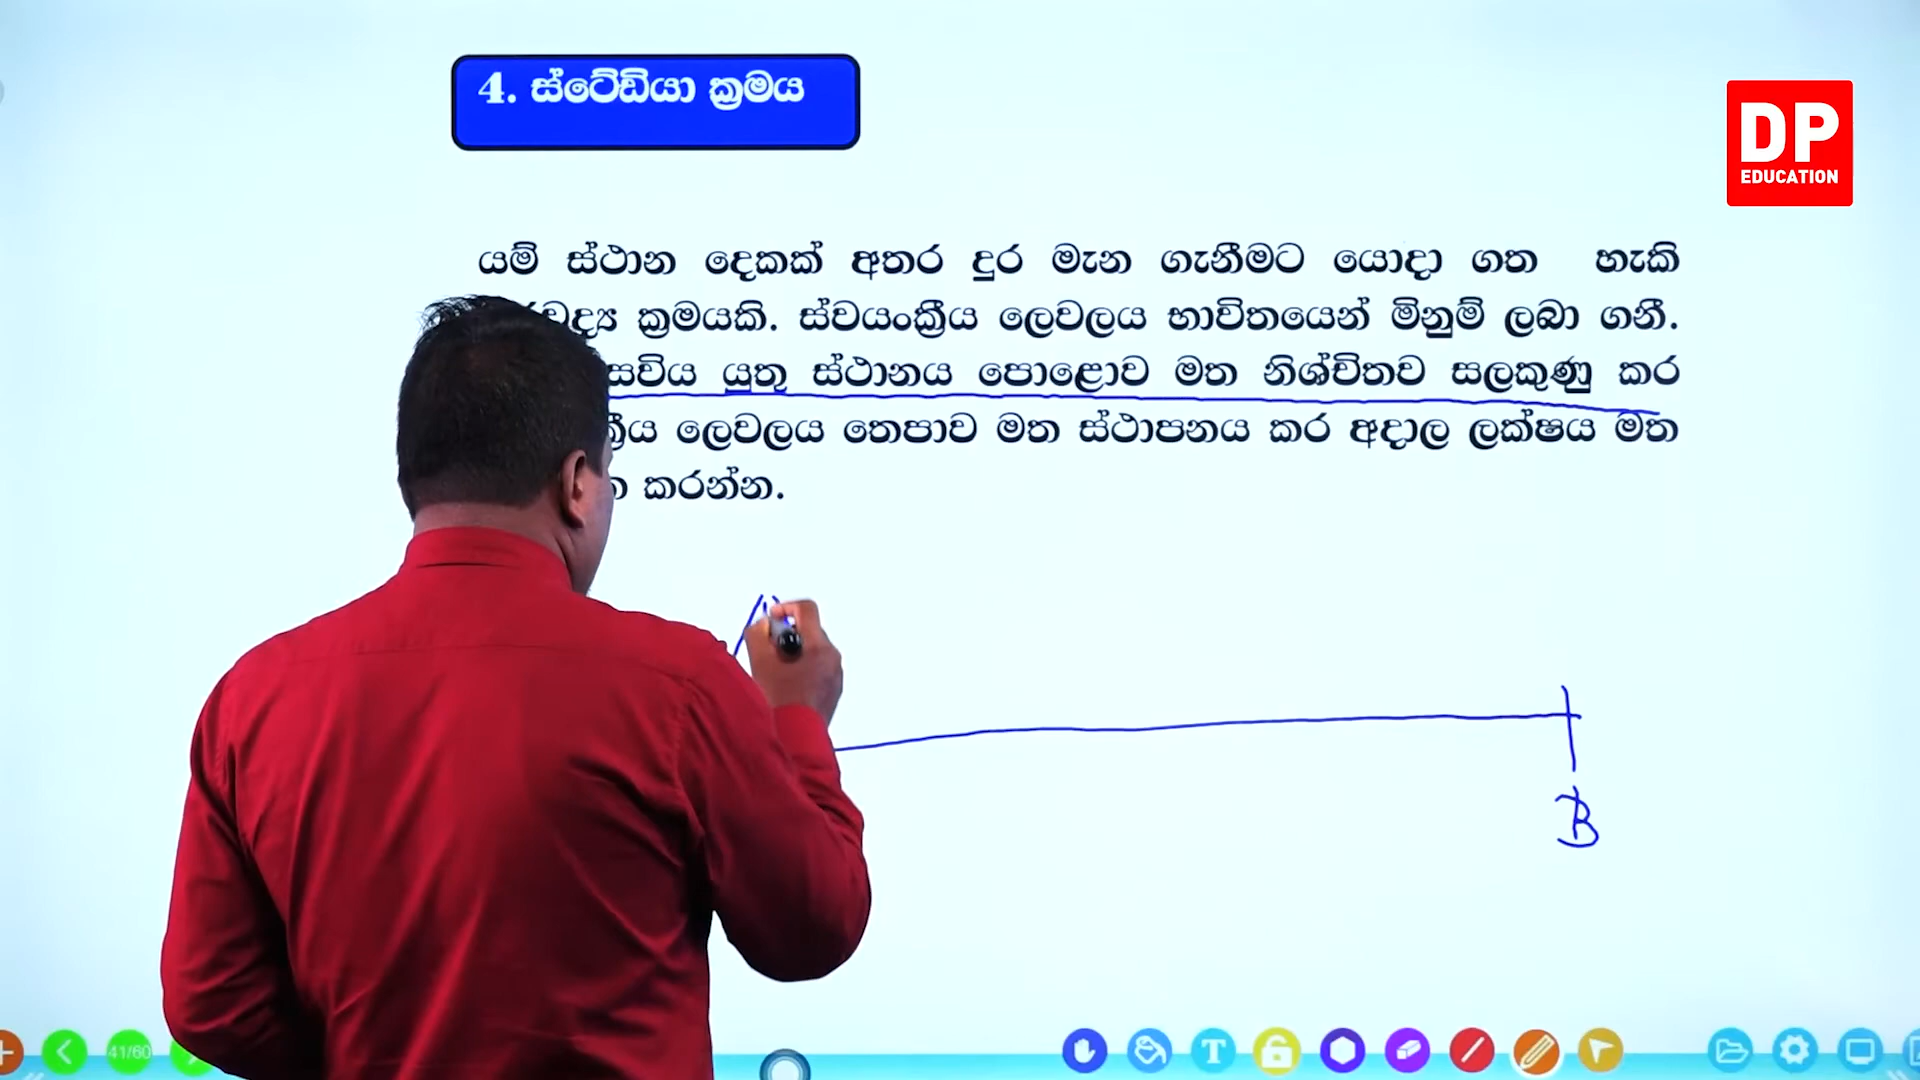 4. ස්ටේඩියා ක්‍රමය
DP
EDUCATION
යම් ස්ථාන දෙකක් අතර දුර මැන ගැනීමට යොදා ගත හැකි
ක්‍රමයකි. ස්වයංක්‍රීය ලෙවලය භාවිතයෙන් මිනුම් ලබා ගනී.
යුතු ස්ථානය පොළොව මත නිශ්චිතව සලකුණු කර
ලෙවලය තෙපාව මත ස්ථාපනය කර අදාල ලක්ෂය මත
කරන්න.
B
41/60